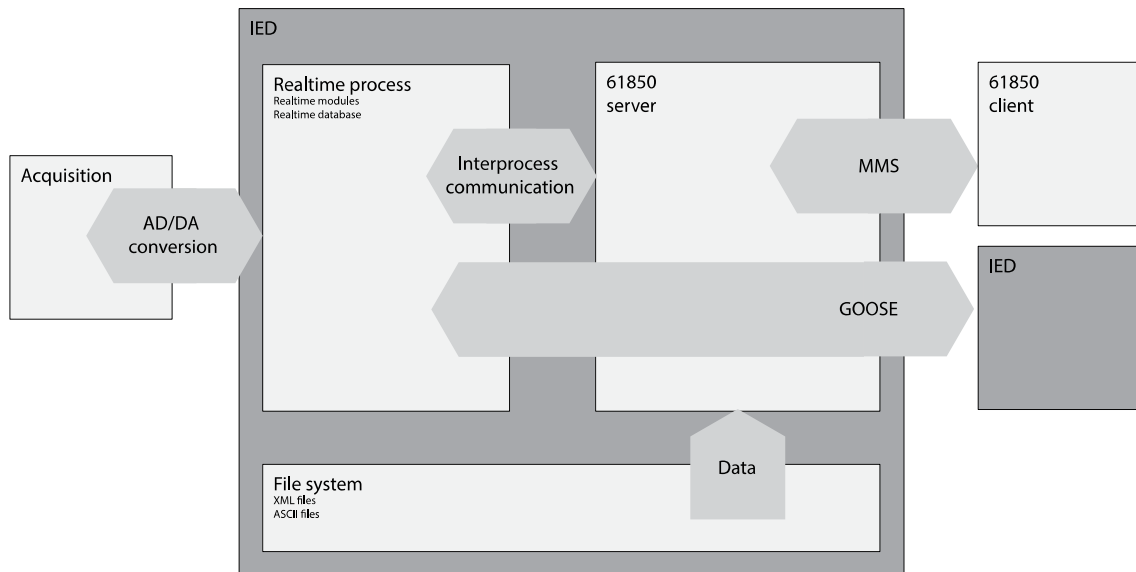 IED
Realtime process
Realtime modules
Realtime database
61850
server
61850
client
Acquisition
Interprocess
communication
MMS
AD/DA
conversion
IED
GOOSE
File system
XML files
ASCII files
Data